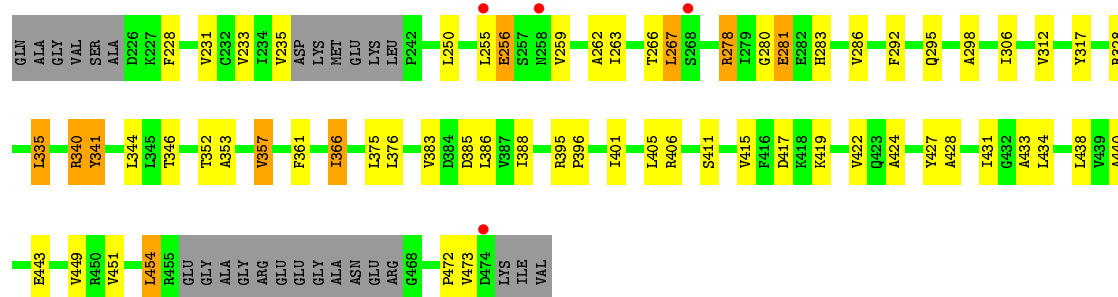 GLN ALA GLY VAL SER ALA D226 K227 F228 V231 C232 V233 I234 V235 ASP LYS MET GLU LYS LEU P242 L250 L255 E256 S257 N258 V259 A262 I263 T266 L267 S268 R278 I279 G280 E281 E282 H283 V286 F292 Q295 A298 I306 V312 Y317
L335 R340 Y341 L344 L345 T346 T352 A353 V357 F361 I366 L375 L376 V383 D384 D385 L386 V387 I388 R395 P396 I401 L405 R406 S411 V415 F416 D417 K418 K419 V422 Q423 A424 Y427 A428 I431 G432 A433 L434 L438 V439 A440
E443 V449 R450 V451 L454 R455 GLU GLY ALA GLY ARG GLU GLU GLY ALA ASN GLU ARG G468 P472 V473 D474 LYS ILE VAL